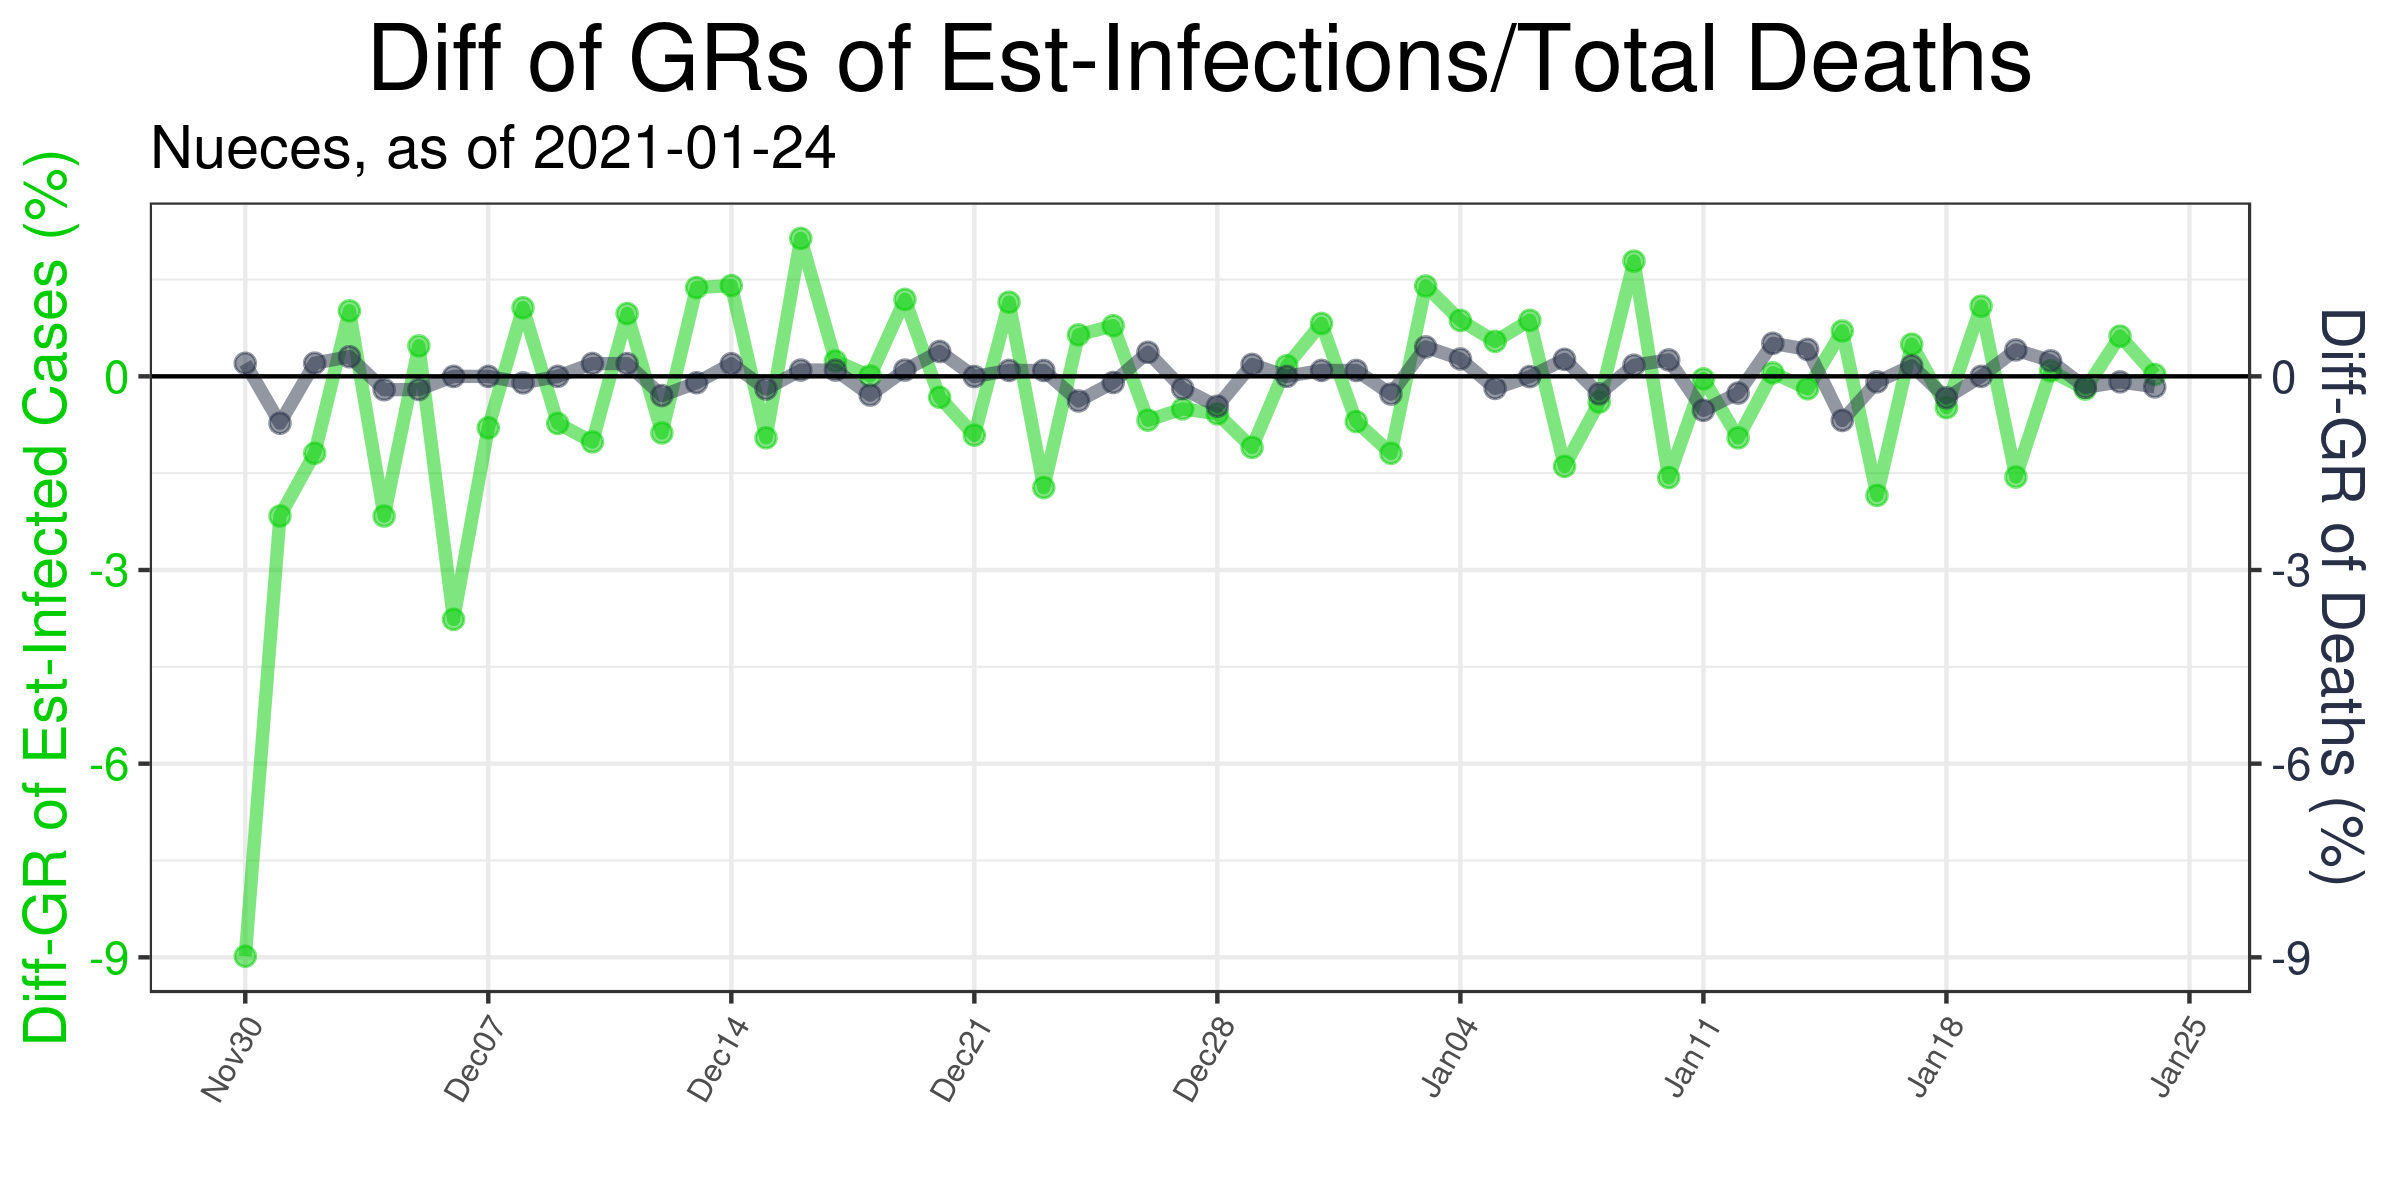 Diff of GRs of Est-Infections/Total Deaths
Nueces, as of 2021-01-24
Diff-GR of Est-Infected Cases (%)
0
-3
-6
-9
0
-3
-6
-9
Diff-GR of Deaths (%)
Nov30
Dec07
Dec14
Dec21
Dec28
Jan04
Jan11
Jan18
Jan25